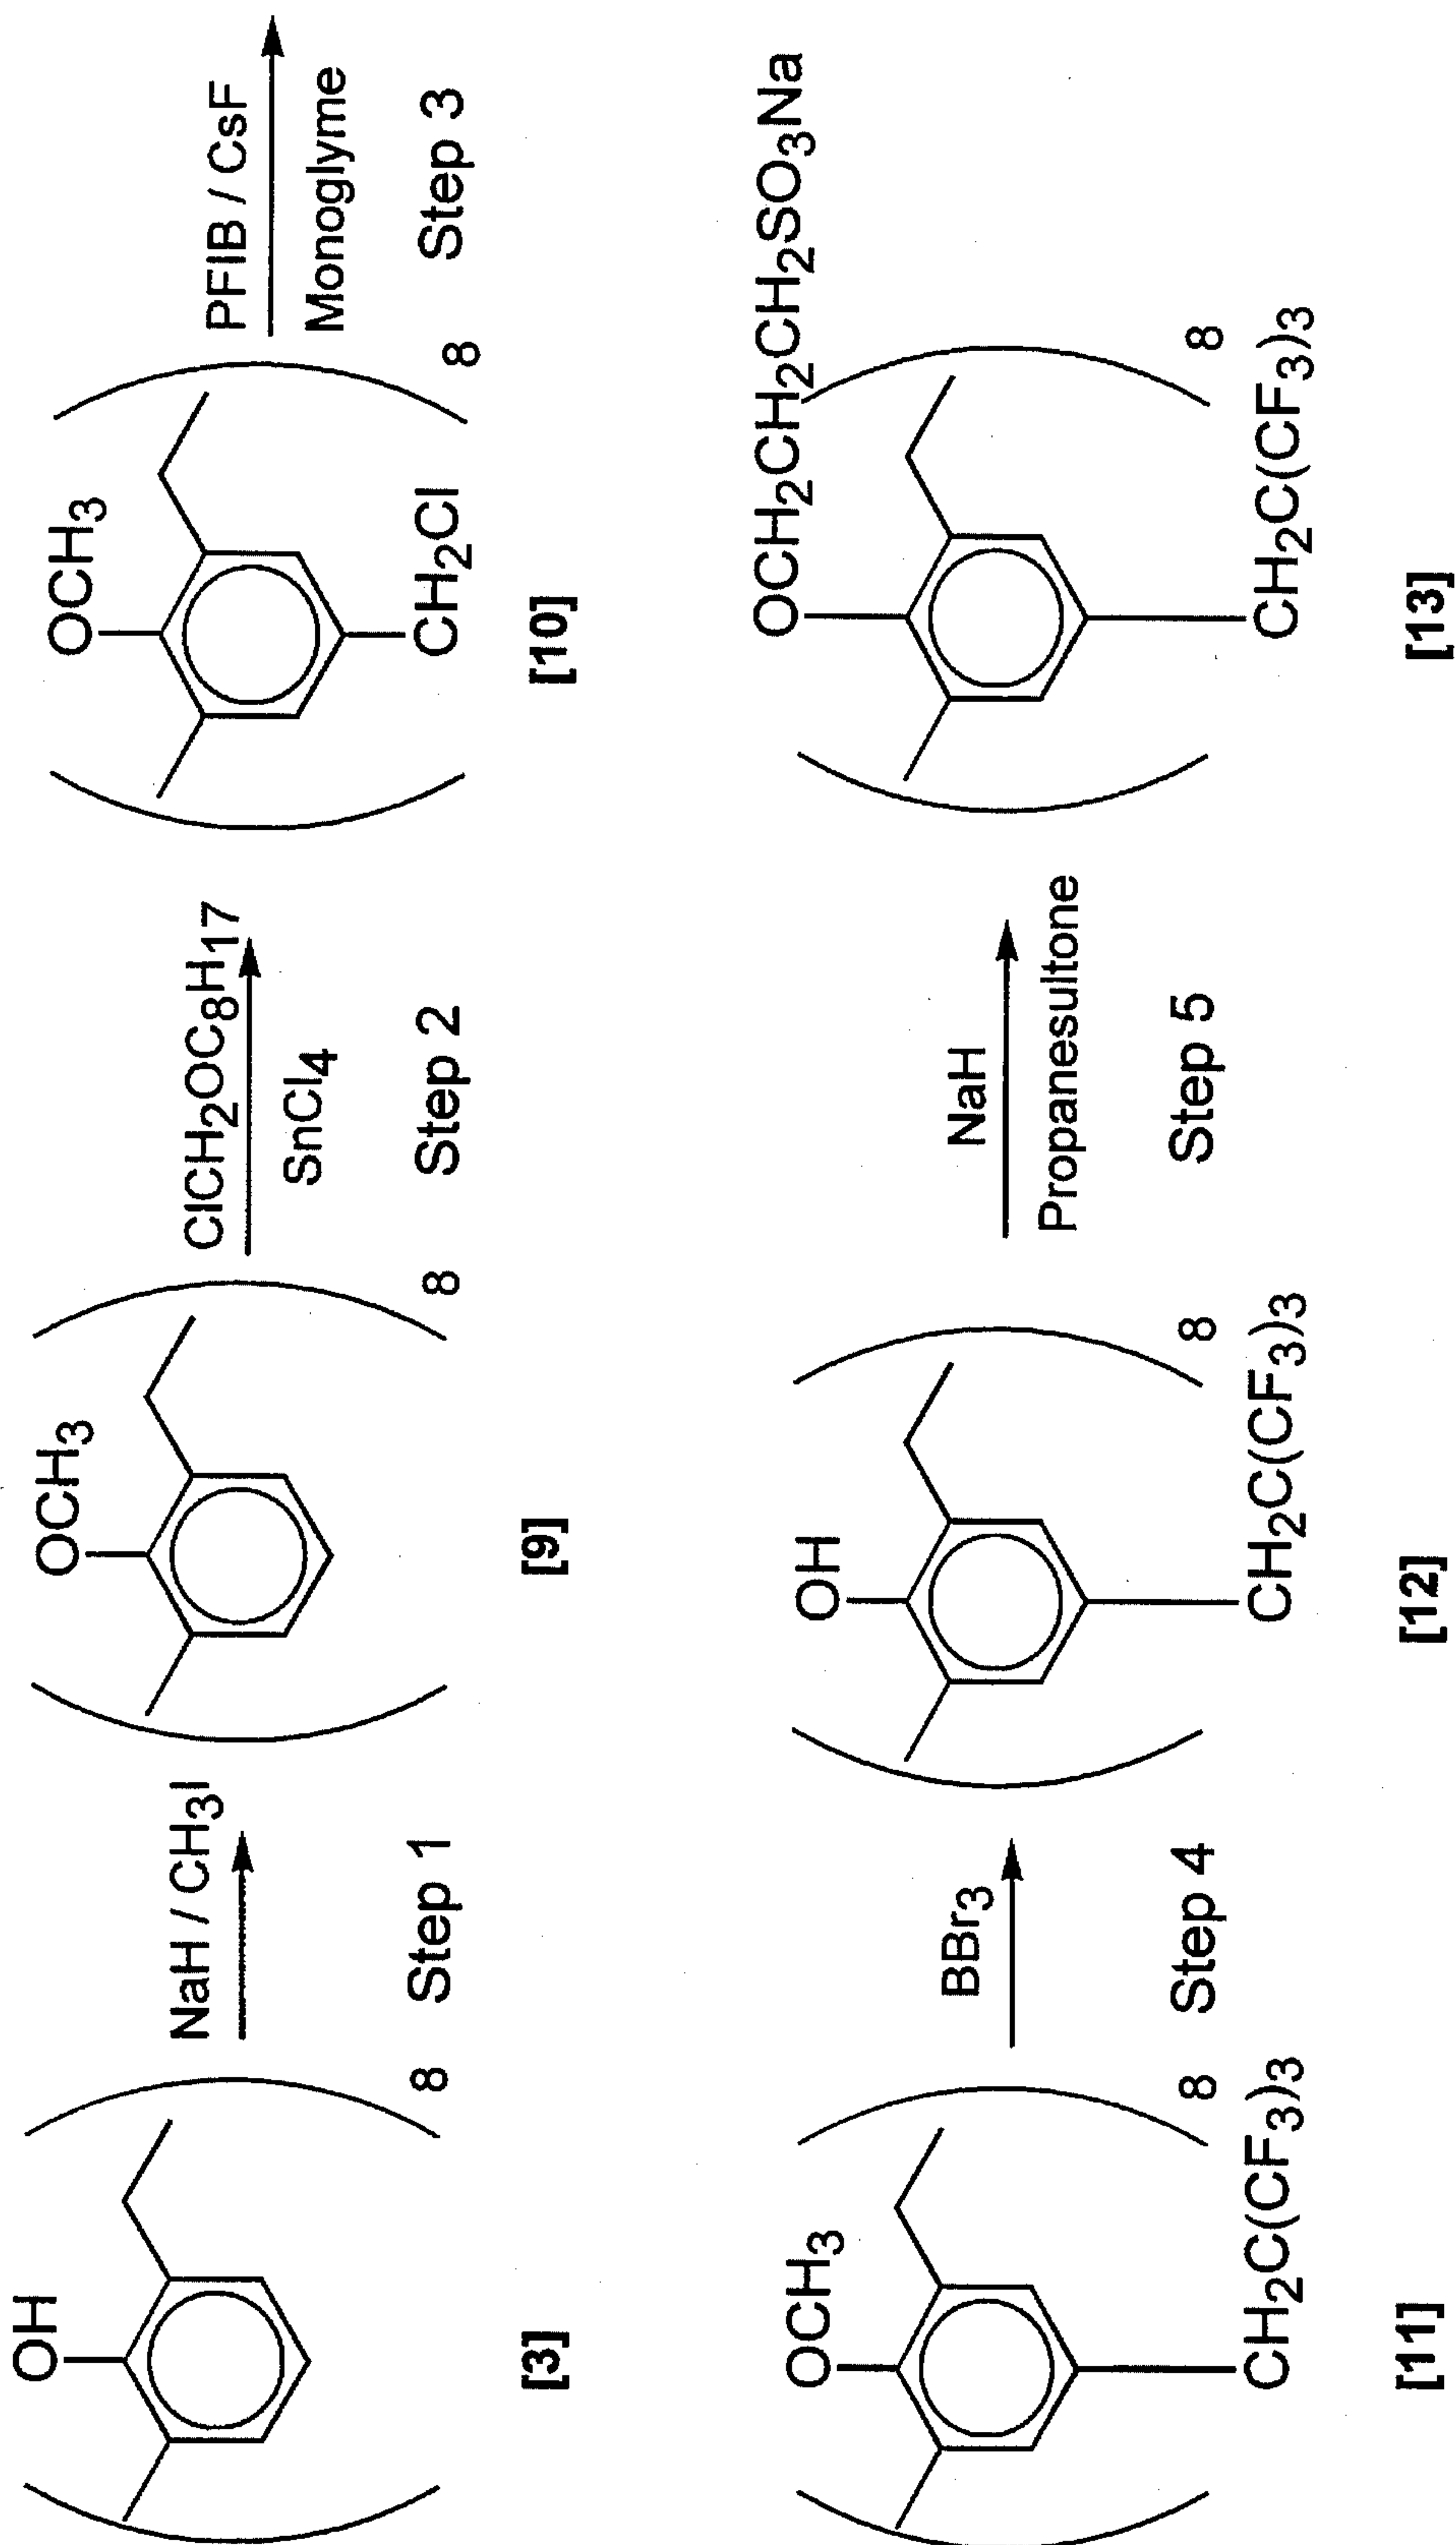 OH
8
[3]
NaH / CH3I
Step 1
OCH3
8
[9]
ClCH2OC8H17
SnCl4
Step 2
OCH3
CH2Cl
8
[10]
PFIB / CsF
Monoglyme
Step 3
OCH3
8
CH2C(CF3)3
[11]
BBr3
Step 4
OH
8
CH2C(CF3)3
[12]
NaH
Propanesultone
Step 5
OCH2CH2CH2SO3Na
8
CH2C(CF3)3
[13]